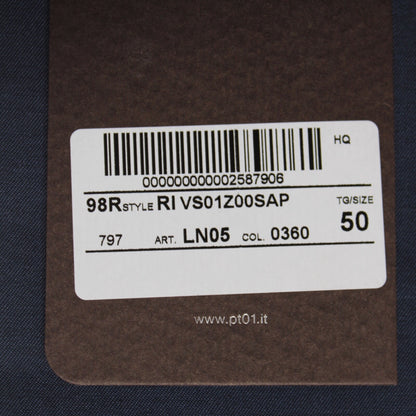 HQ
000000000002587906
98R STYLE RI VS01Z00SAP TG/SIZE
797 ART. LN05 COL. 0360 50
www.pt01.it